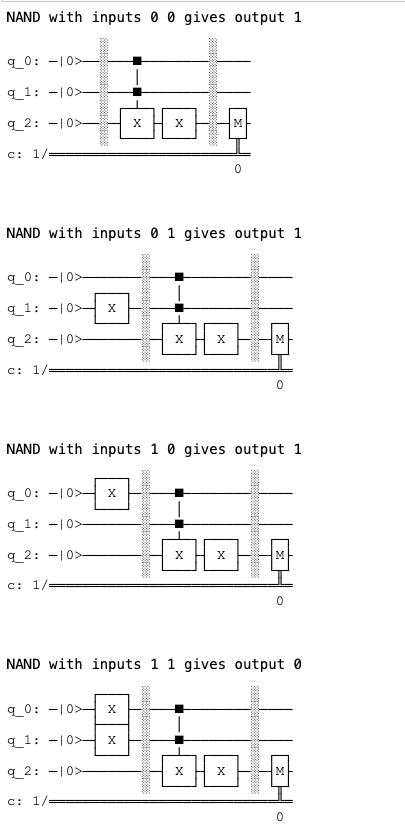 NAND with inputs 0 0 gives output 1
q_0: |0>
q_1: |0>
q_2: |0> X X M
c: 1/
0
NAND with inputs 0 1 gives output 1
q_0: |0>
q_1: |0> X
q_2: |0> X X M
c: 1/
0
NAND with inputs 1 0 gives output 1
q_0: |0> X
q_1: |0>
q_2: |0> X X M
c: 1/
0
NAND with inputs 1 1 gives output 0
q_0: |0> X
q_1: |0> X
q_2: |0> X X M
c: 1/
0